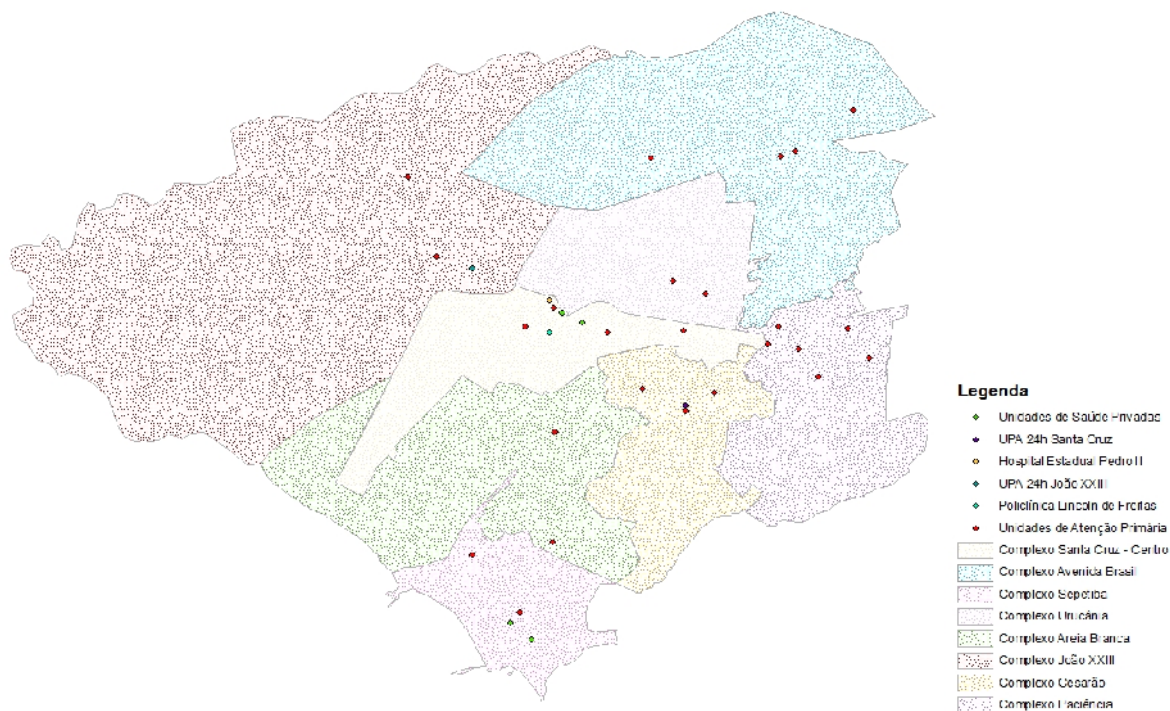 Legenda
Unidades de Saúde Privadas
UPA 24h Santa Cruz
Hospital Estadual Pedro II
UPA 24h João XXIII
Policlínica Lincoln de Freitas
Unidades de Atenção Primária
Complexo Santa Cruz - Centro
Complexo Avenida Brasil
Complexo Sepetiba
Complexo Urucânia
Complexo Areia Branca
Complexo João XXIII
Complexo Cesarão
Complexo Paciência